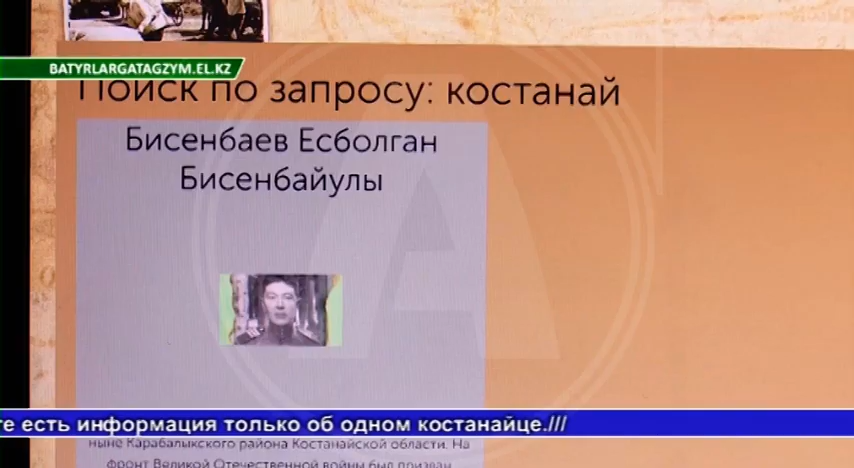 BATYRLARGATAGZYM.EL.KZ
Поиск по запросу: костанай
Бисенбаев Есболган
Бисенбайулы
есть информация только об одном костанайце.///
ныне Карабалыкского района Костанайской области. На
фронт Великой Отечественной войны был призван